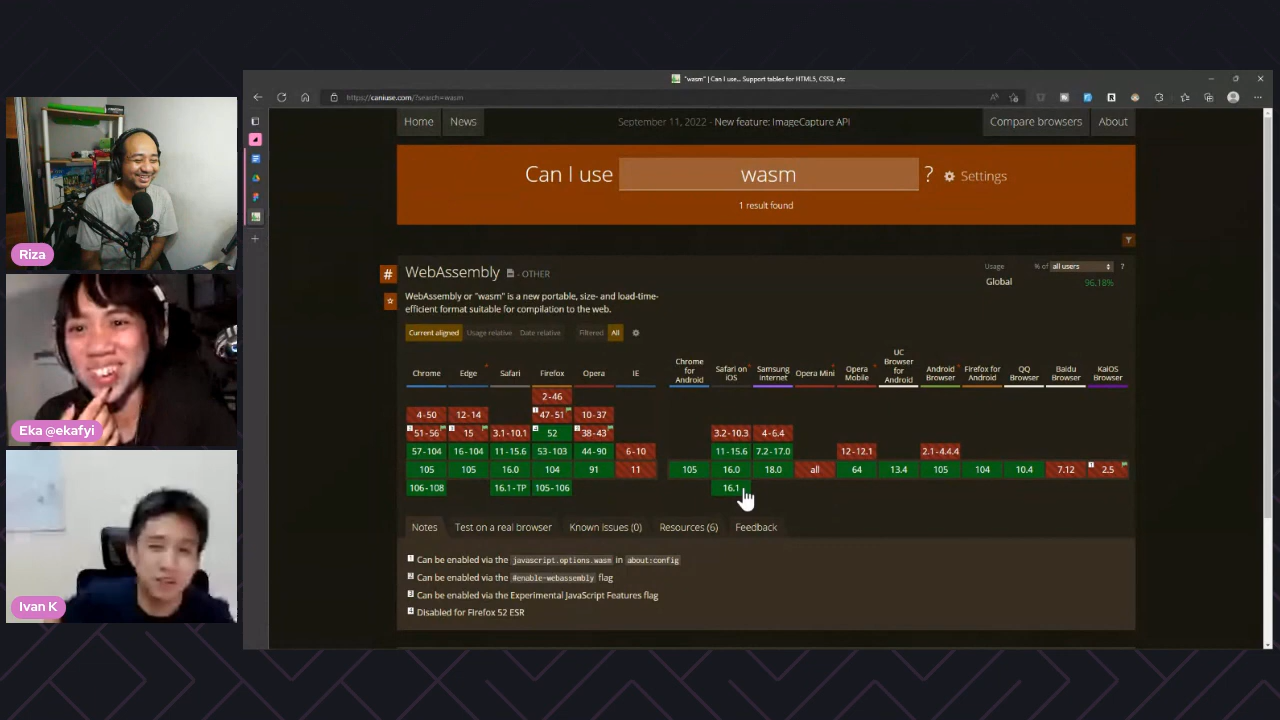 "wasm" | Can I use... Support tables for HTML5, CSS3, etc
https://caniuse.com/?search=wasm
Home
News
September 11, 2022 - New feature: ImageCapture API
Compare browsers
About
Can I use
wasm
?
Settings
1 result found
#
WebAssembly
- OTHER
Usage
% of
all users
?
Global
96.18%
WebAssembly or "wasm" is a new portable, size- and load-time-
efficient format suitable for compilation to the web.
Current aligned
Usage relative
Date relative
Filtered
All
Chrome
Edge
Safari
Firefox
Opera
IE
Chrome for Android
Safari on iOS
Samsung Internet
Opera Mini
Opera Mobile
UC Browser for Android
Android Browser
Firefox for Android
QQ Browser
Baidu Browser
KaiOS Browser
2-46
4-50 12-14 1 47-51 10-37
51-56 3 15 3.1-10.1 4 52 2 38-43 3.2-10.3 4-6.4
57-104 16-104 11-15.6 53-103 44-90 6-10 11-15.6 7.2-17.0 12-12.1 2.1-4.4.4
105 105 16.0 104 91 11 105 16.0 18.0 all 64 13.4 105 104 10.4 7.12 1 2.5
106-108 16.1-TP 105-106 16.1
Notes
Test on a real browser
Known issues (0)
Resources (6)
Feedback
1 Can be enabled via the javascript.options.wasm in about:config
2 Can be enabled via the #enable-webassembly flag
3 Can be enabled via the Experimental JavaScript Features flag
4 Disabled for Firefox 52 ESR
Riza
Eka @ekafyi
Ivan K